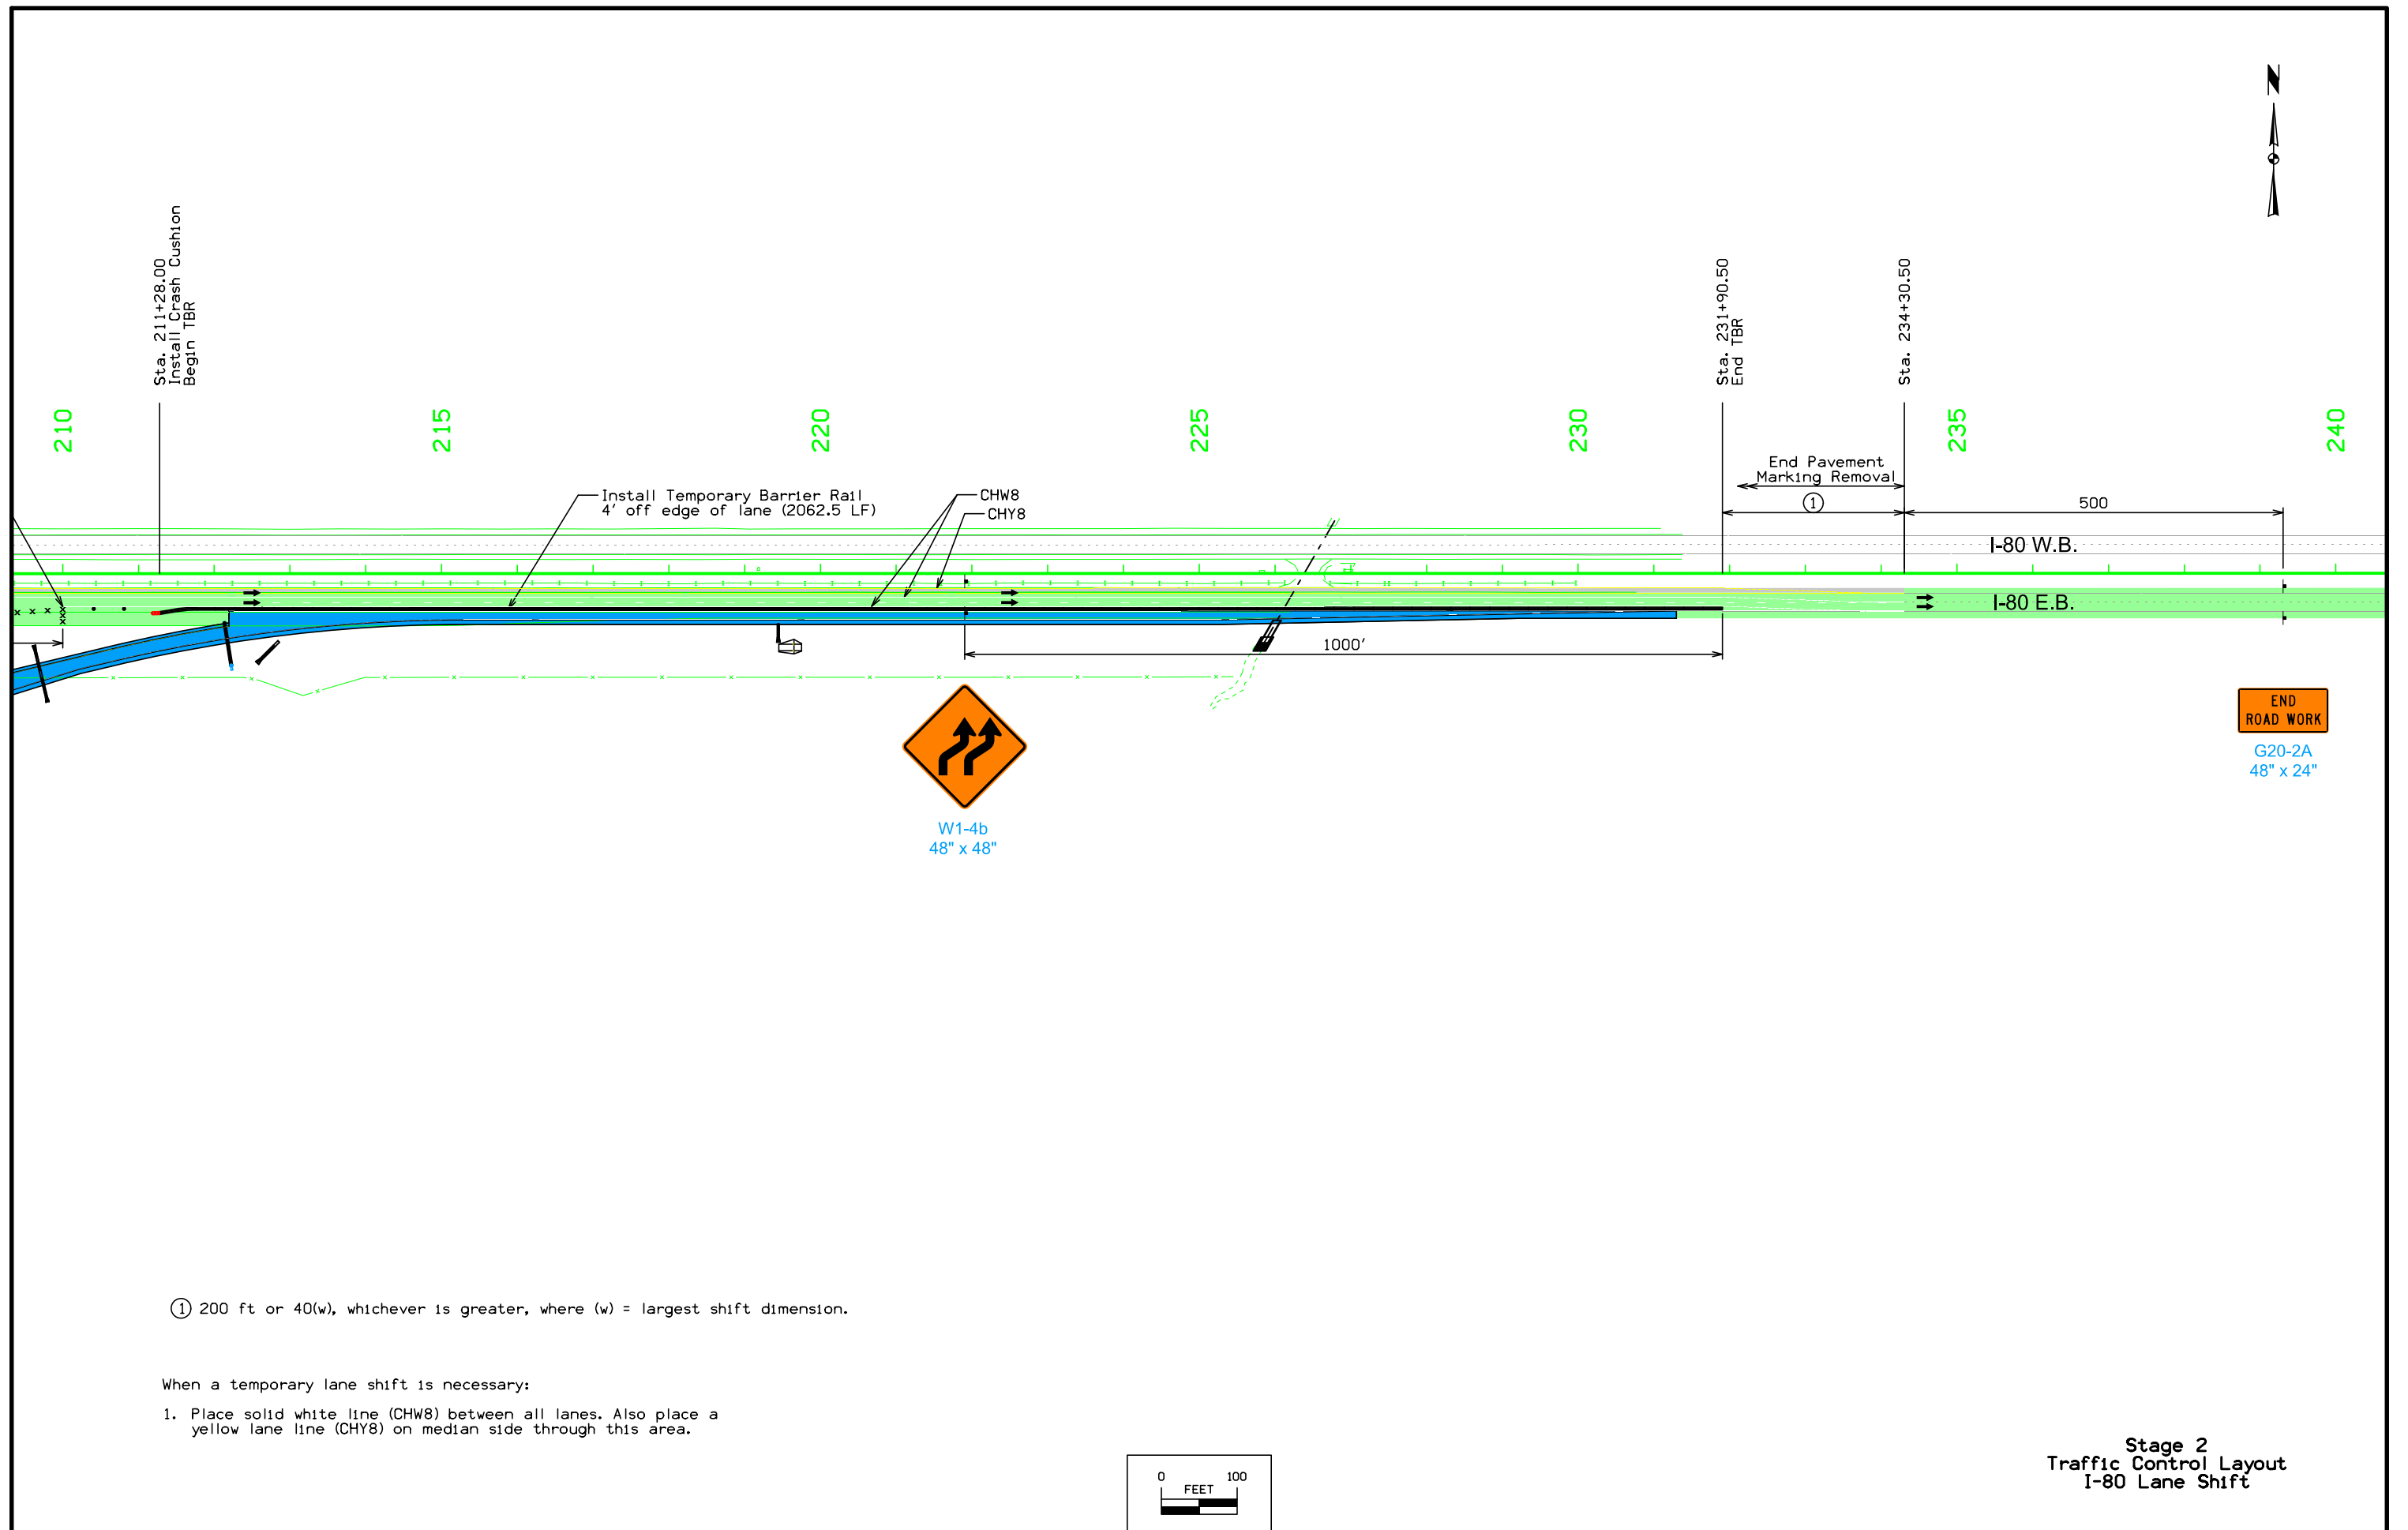 N
Sta. 211+28.00
Install Crash Cushion
Begin TBR
Sta. 231+90.50
End TBR
Sta. 234+30.50
210
215
220
225
230
235
240
End Pavement
Marking Removal
1
500
Install Temporary Barrier Rail
4' off edge of lane (2062.5 LF)
CHW8
CHY8
I-80 W.B.
I-80 E.B.
1000'
END
ROAD WORK
G20-2A
48" x 24"
W1-4b
48" x 48"
1 200 ft or 40(w), whichever is greater, where (w) = largest shift dimension.
When a temporary lane shift is necessary:
1. Place solid white line (CHW8) between all lanes. Also place a
yellow lane line (CHY8) on median side through this area.
0 100
FEET
Stage 2
Traffic Control Layout
I-80 Lane Shift